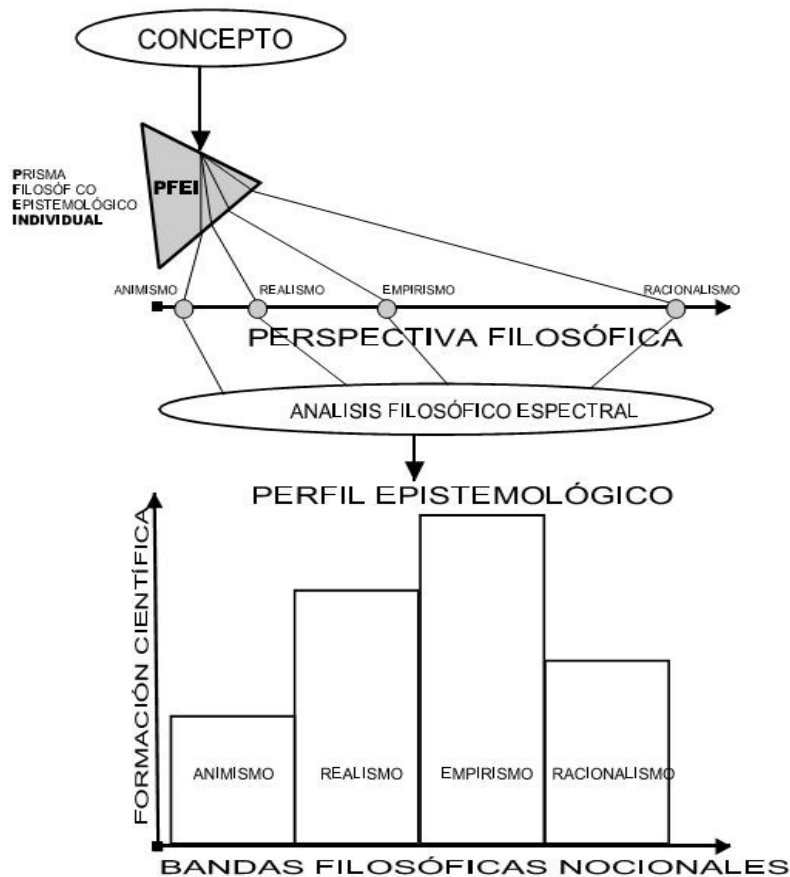 CONCEPTO
PRISMA
FILOSÓF CO
EPISTEMOLÓGICO
INDIVIDUAL
PFEI
ANIMISMO
REALISMO
EMPIRISMO
RACIONALISMO
PERSPECTIVA FILOSÓFICA
ANALISIS FILOSÓFICO ESPECTRAL
PERFIL EPISTEMOLÓGICO
FORMACIÓN CIENTÍFICA
ANIMISMO
REALISMO
EMPIRISMO
RACIONALISMO
BANDAS FILOSÓFICAS NOCIONALES